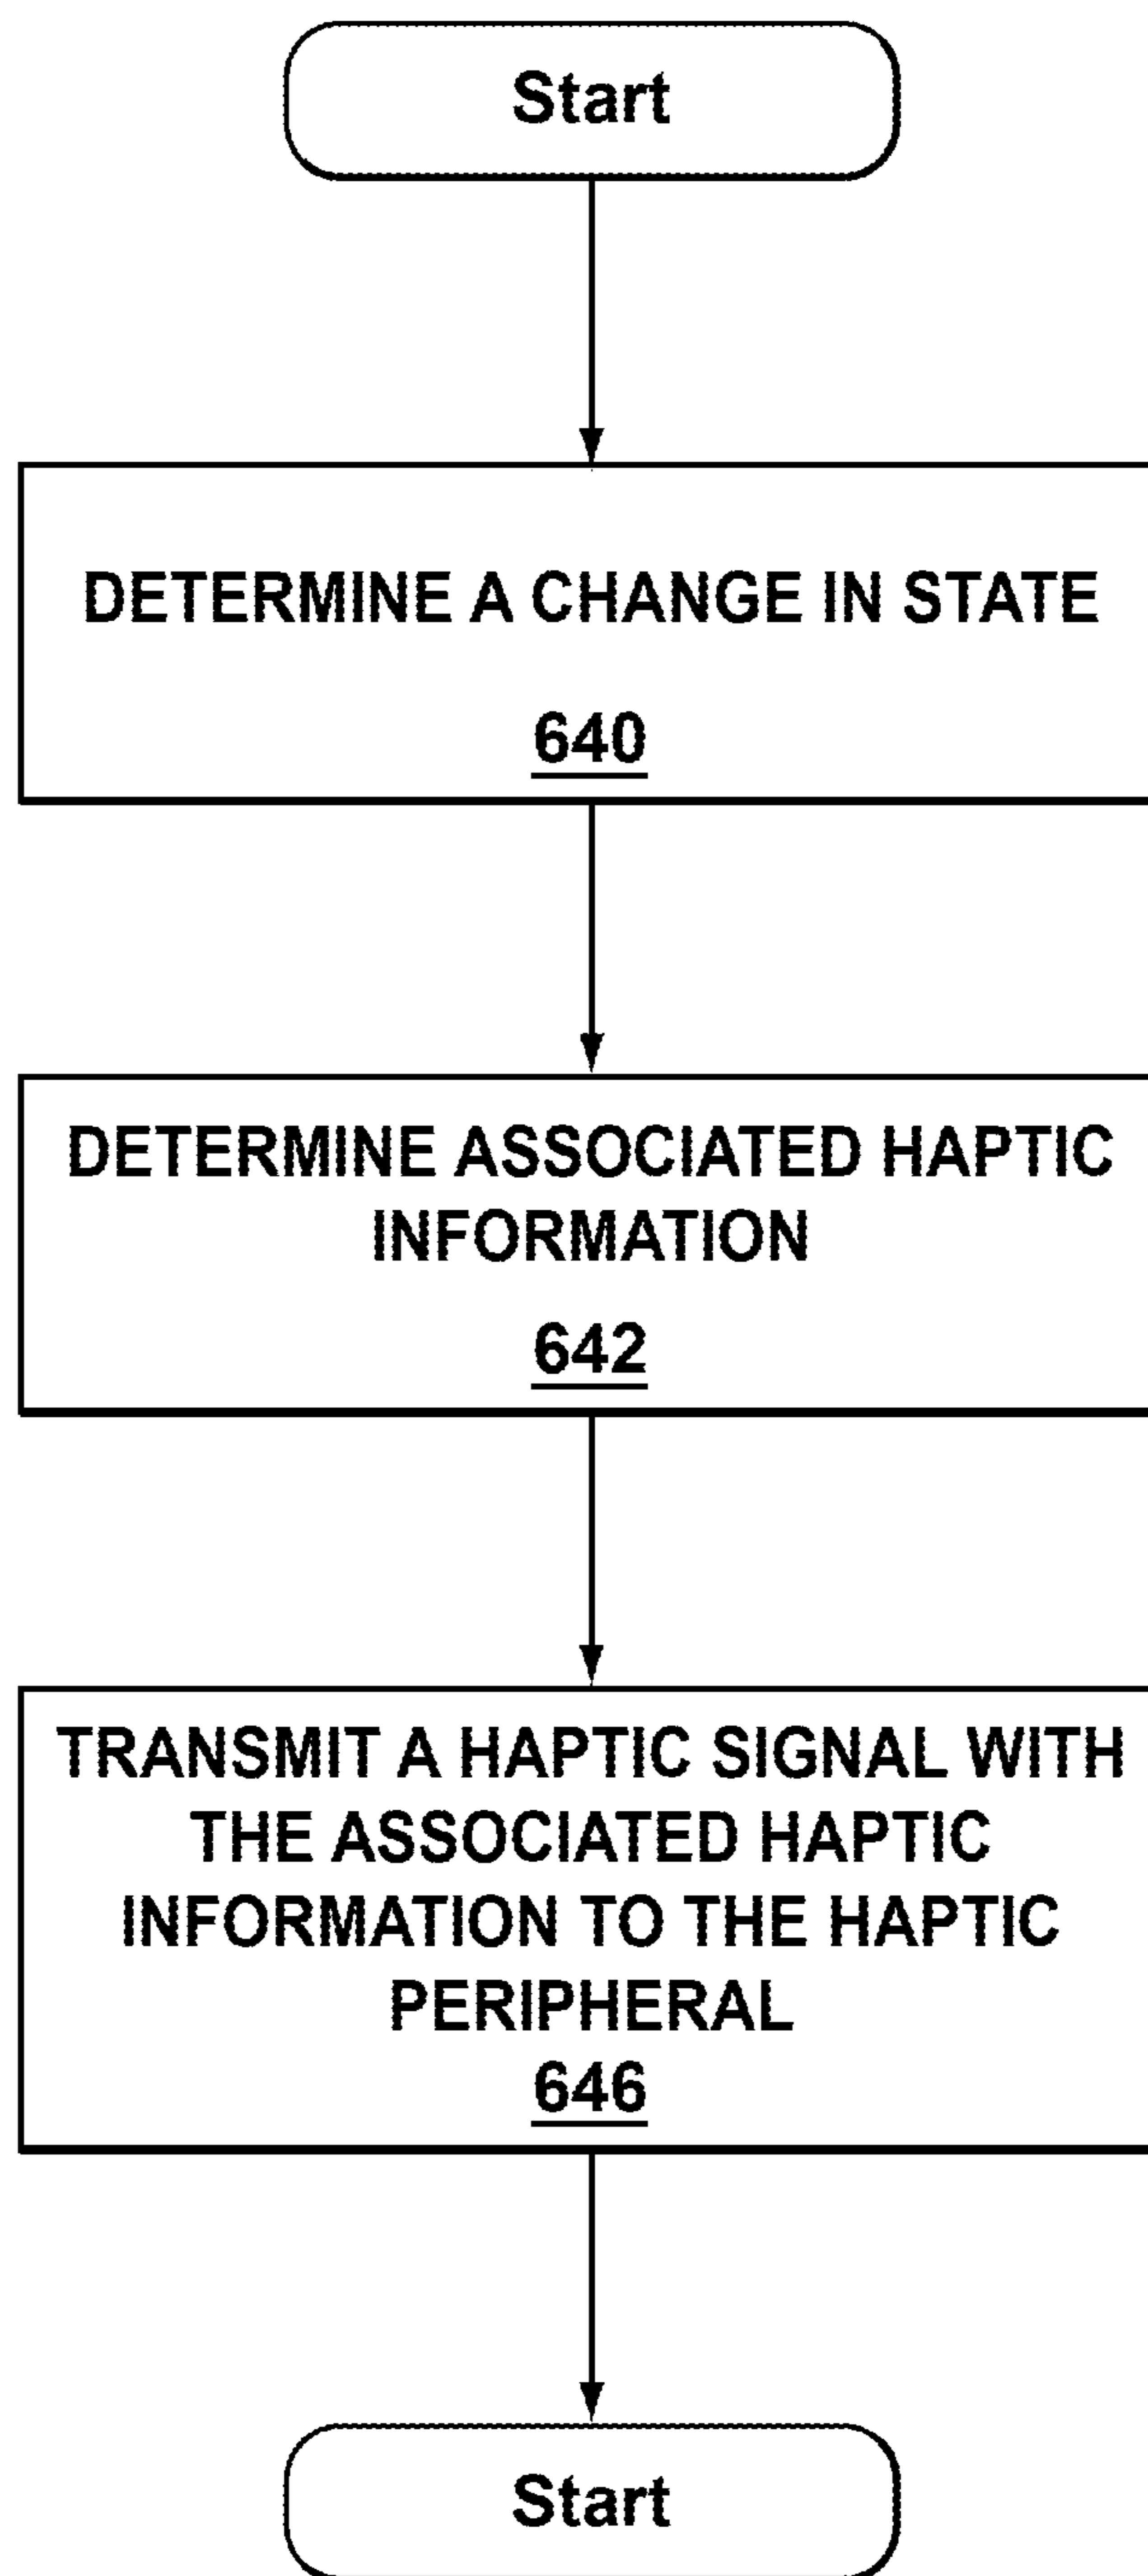 Start
DETERMINE A CHANGE IN STATE
640
DETERMINE ASSOCIATED HAPTIC
INFORMATION
642
TRANSMIT A HAPTIC SIGNAL WITH
THE ASSOCIATED HAPTIC
INFORMATION TO THE HAPTIC
PERIPHERAL
646
Start